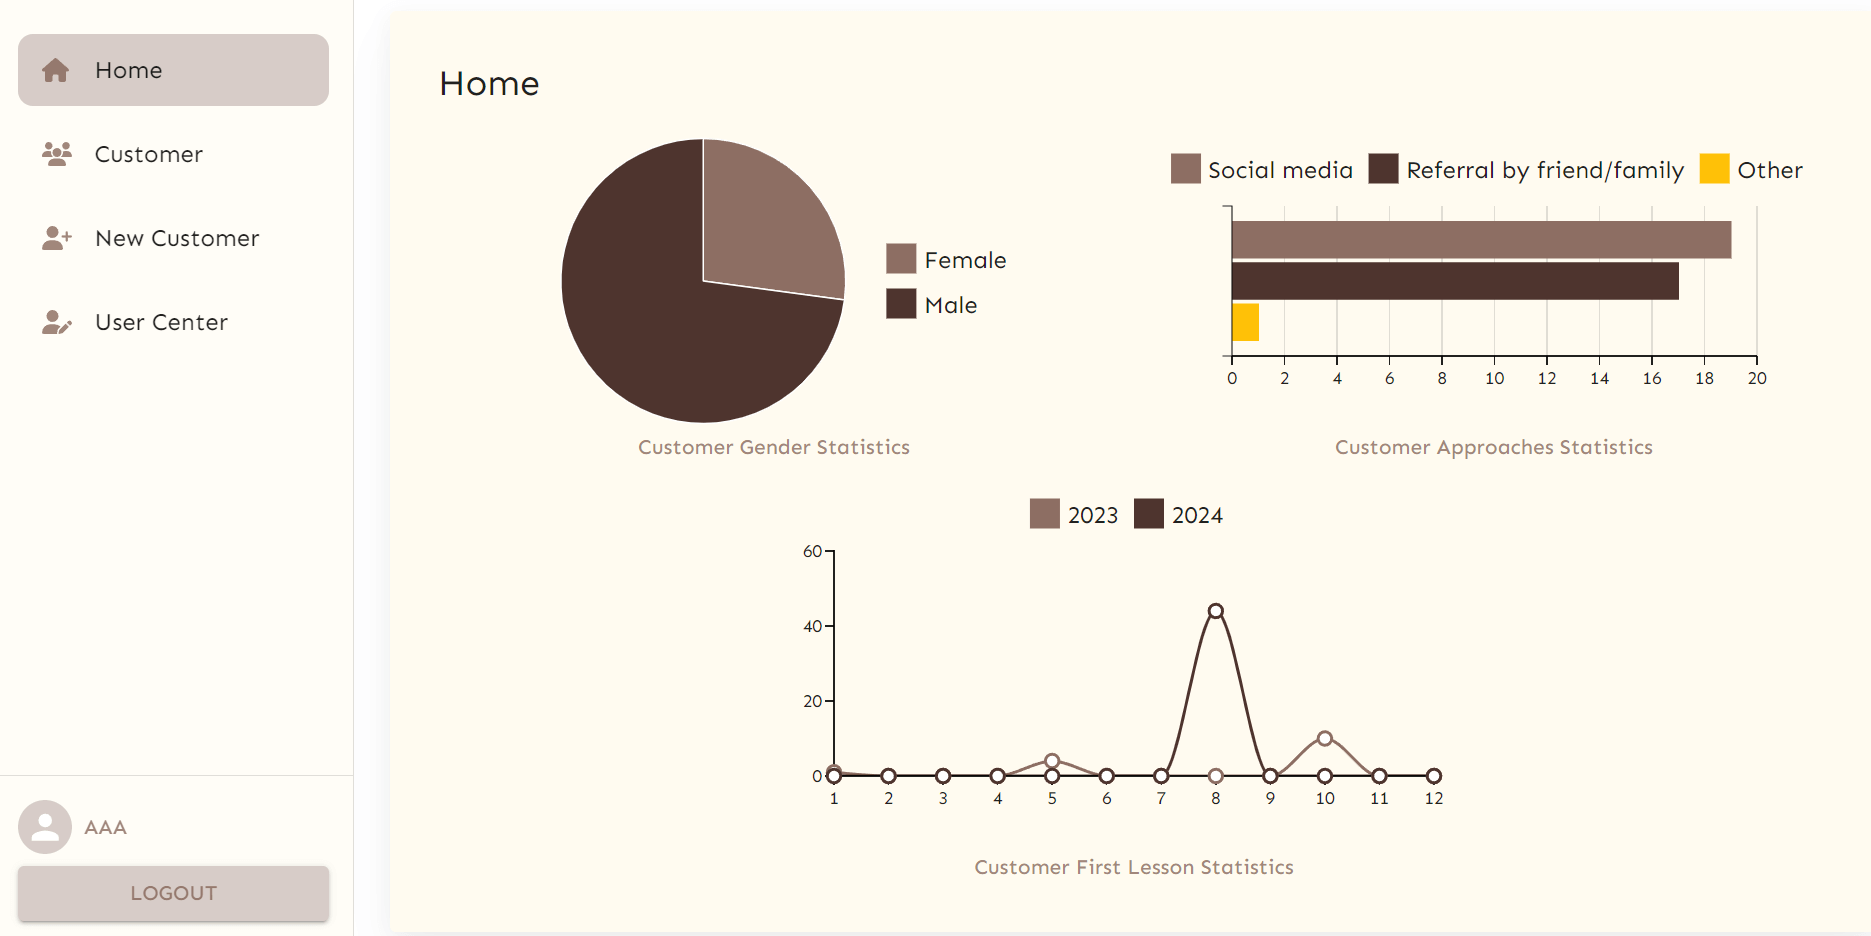 Home
Customer
New Customer
User Center
AAA
LOGOUT
Home
Female
Male
Customer Gender Statistics
Social media Referral by friend/family Other
0 2 4 6 8 10 12 14 16 18 20
Customer Approaches Statistics
2023 2024
60
40
20
0
1 2 3 4 5 6 7 8 9 10 11 12
Customer First Lesson Statistics